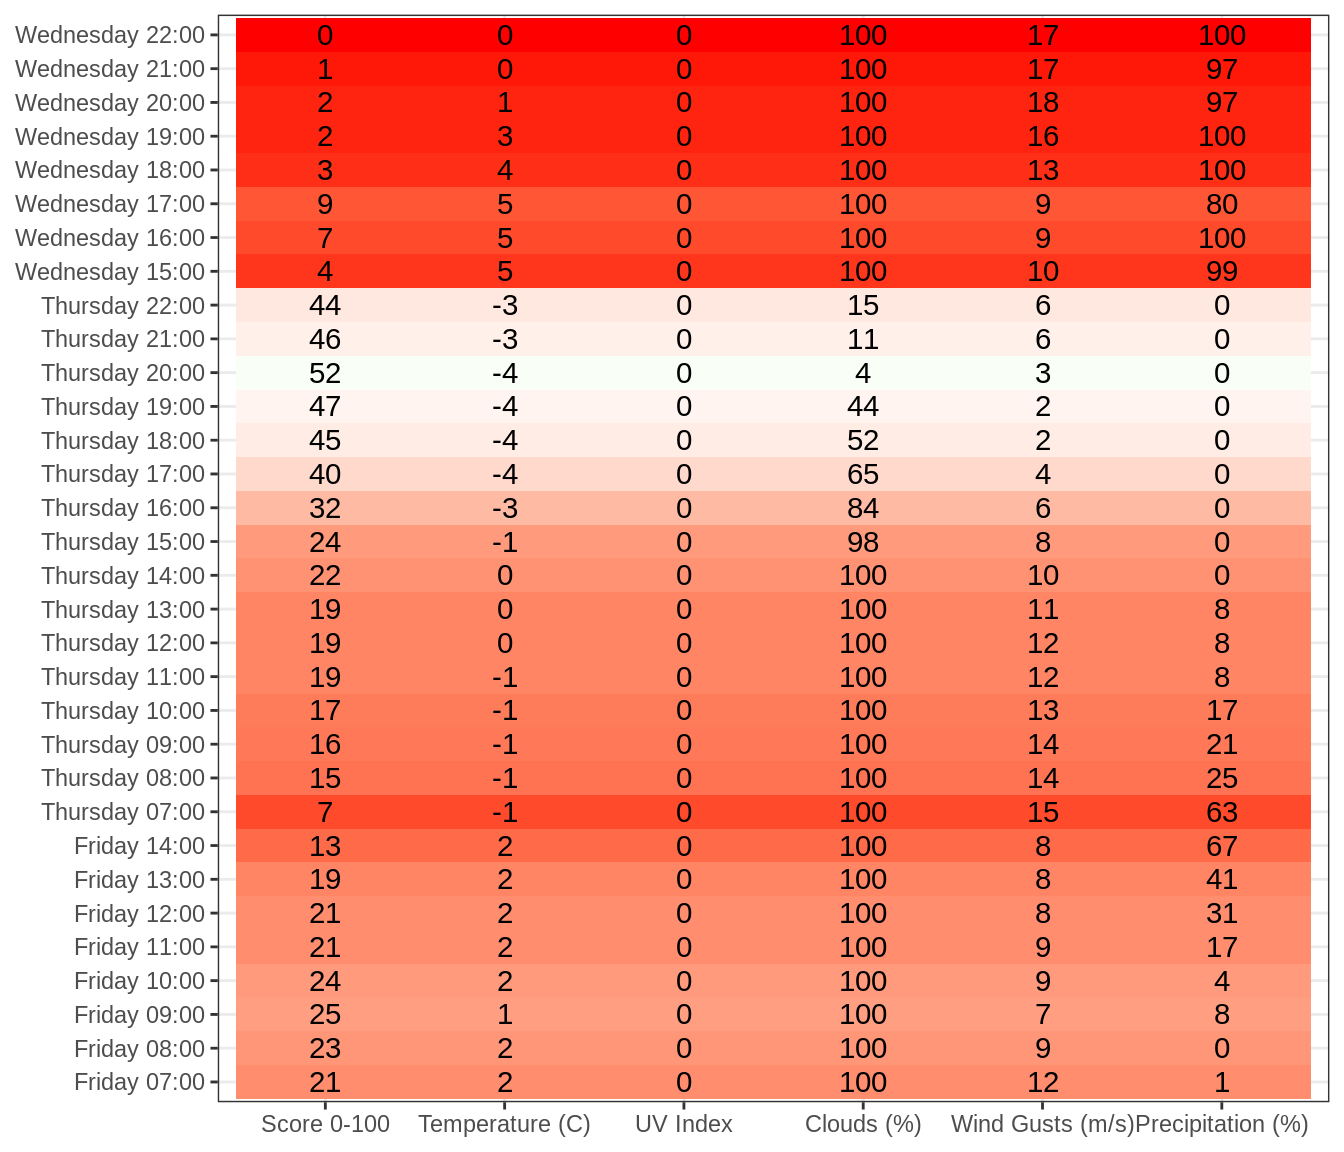 Wednesday 22:00 0 0 0 100 17 100
Wednesday 21:00 1 0 0 100 17 97
Wednesday 20:00 2 1 0 100 18 97
Wednesday 19:00 2 3 0 100 16 100
Wednesday 18:00 3 4 0 100 13 100
Wednesday 17:00 9 5 0 100 9 80
Wednesday 16:00 7 5 0 100 9 100
Wednesday 15:00 4 5 0 100 10 99
Thursday 22:00 44 -3 0 15 6 0
Thursday 21:00 46 -3 0 11 6 0
Thursday 20:00 52 -4 0 4 3 0
Thursday 19:00 47 -4 0 44 2 0
Thursday 18:00 45 -4 0 52 2 0
Thursday 17:00 40 -4 0 65 4 0
Thursday 16:00 32 -3 0 84 6 0
Thursday 15:00 24 -1 0 98 8 0
Thursday 14:00 22 0 0 100 10 0
Thursday 13:00 19 0 0 100 11 8
Thursday 12:00 19 0 0 100 12 8
Thursday 11:00 19 -1 0 100 12 8
Thursday 10:00 17 -1 0 100 13 17
Thursday 09:00 16 -1 0 100 14 21
Thursday 08:00 15 -1 0 100 14 25
Thursday 07:00 7 -1 0 100 15 63
Friday 14:00 13 2 0 100 8 67
Friday 13:00 19 2 0 100 8 41
Friday 12:00 21 2 0 100 8 31
Friday 11:00 21 2 0 100 9 17
Friday 10:00 24 2 0 100 9 4
Friday 09:00 25 1 0 100 7 8
Friday 08:00 23 2 0 100 9 0
Friday 07:00 21 2 0 100 12 1
Score 0-100 Temperature (C) UV Index Clouds (%) Wind Gusts (m/s) Precipitation (%)